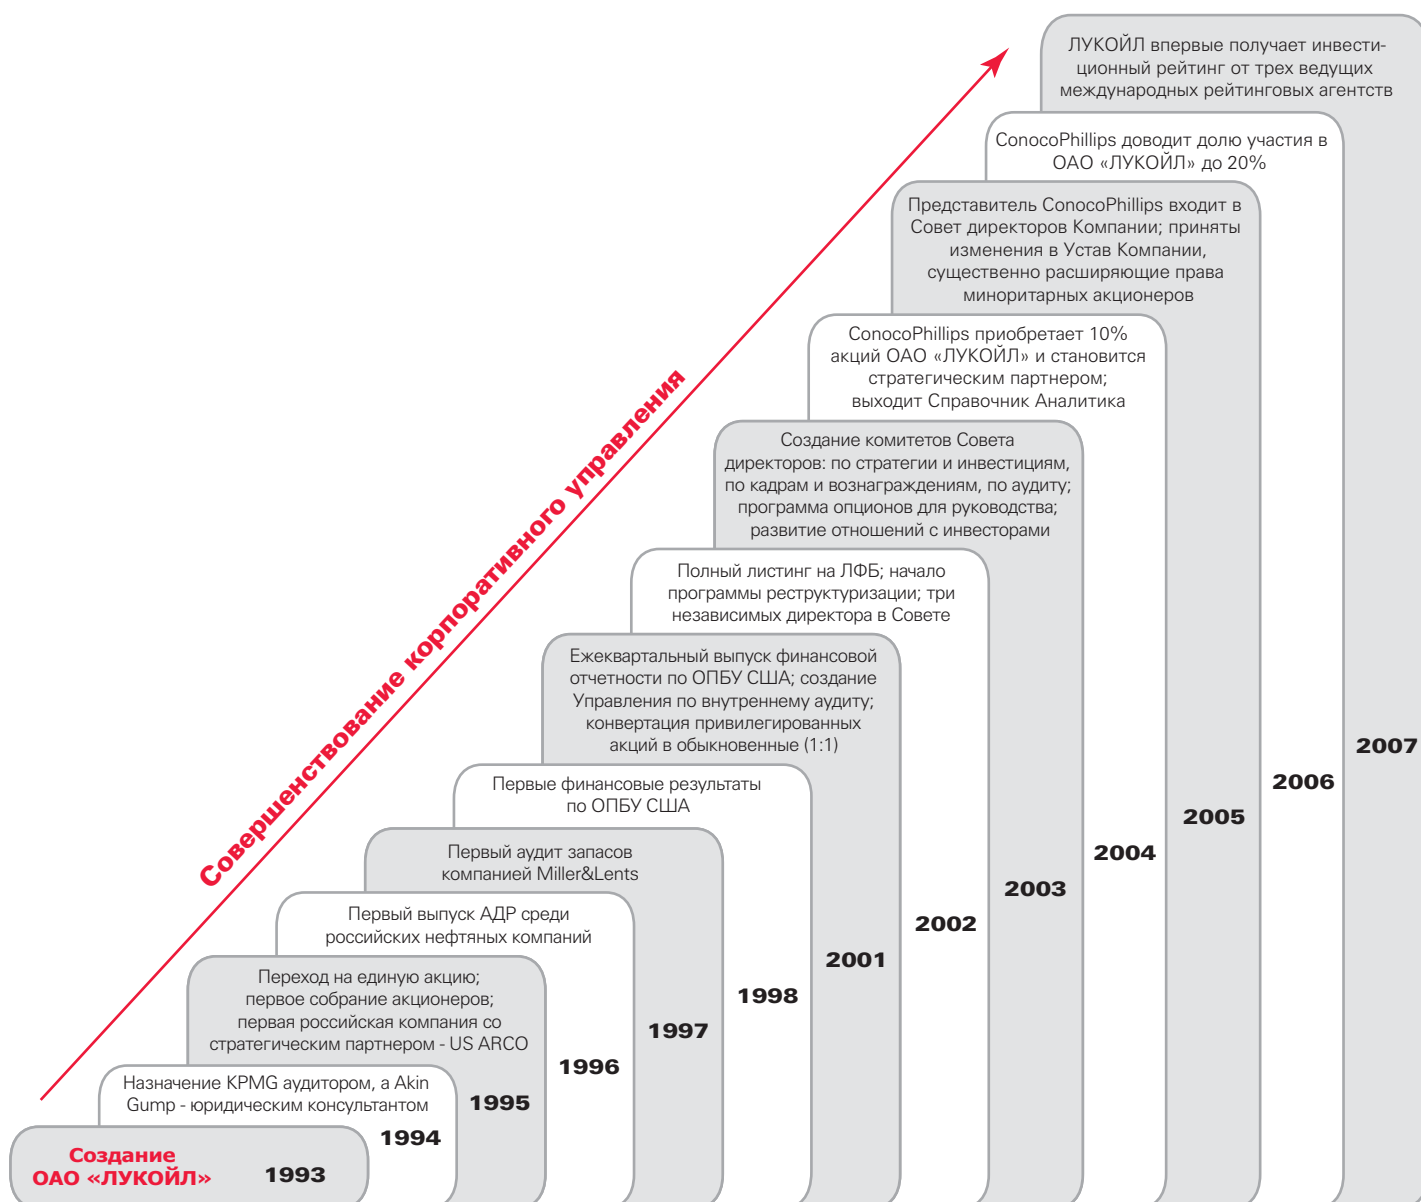 ЛУКОЙЛ впервые получает инвести-
ционный рейтинг от трех ведущих
международных рейтинговых агентств
ConocoPhillips доводит долю участия в
ОАО «ЛУКОЙЛ» до 20%
Представитель ConocoPhillips входит в
Совет директоров Компании; приняты
изменения в Устав Компании,
существенно расширяющие права
миноритарных акционеров
ConocoPhillips приобретает 10%
акций ОАО «ЛУКОЙЛ» и становится
стратегическим партнером;
выходит Справочник Аналитика
Создание комитетов Совета
директоров: по стратегии и инвестициям,
по кадрам и вознаграждениям, по аудиту;
программа опционов для руководства;
развитие отношений с инвесторами
Полный листинг на ЛФБ; начало
программы реструктуризации; три
независимых директора в Совете
Ежеквартальный выпуск финансовой
отчетности по ОПБУ США; создание
Управления по внутреннему аудиту;
конвертация привилегированных
акций в обыкновенные (1:1)
Первые финансовые результаты
по ОПБУ США
Первый аудит запасов
компанией Miller&Lents
Первый выпуск АДР среди
российских нефтяных компаний
Переход на единую акцию;
первое собрание акционеров;
первая российская компания со
стратегическим партнером - US ARCO
Назначение KPMG аудитором, а Akin
Gump - юридическим консультантом
Создание
ОАО «ЛУКОЙЛ»
1993
1994
1995
1996
1997
1998
2001
2002
2003
2004
2005
2006
2007
Совершенствование корпоративного управления